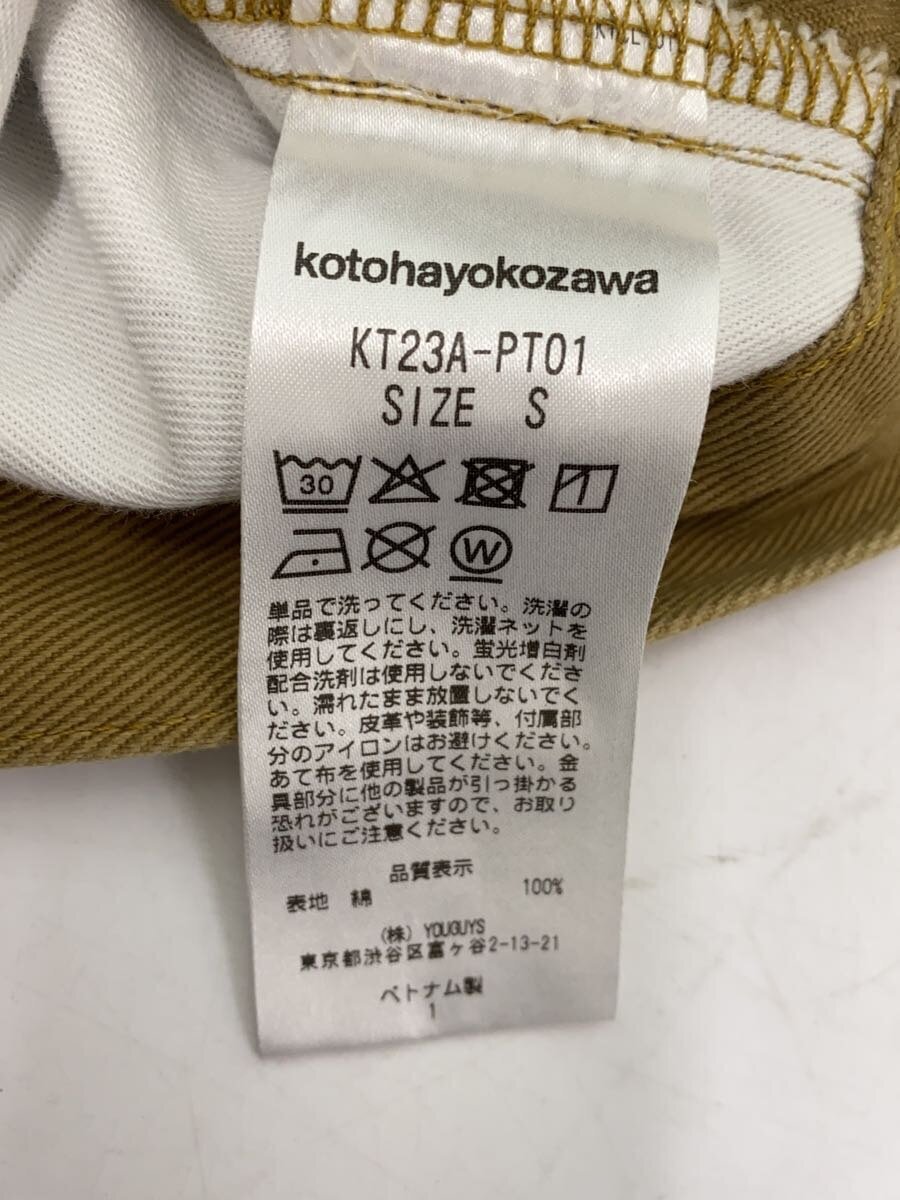 kotohayokozawa
KT23A-PT01
SIZE S
30
W
単品で洗ってください。洗濯の
際は裏返しにし、洗濯ネットを
使用してください。蛍光増白剤
配合洗剤は使用しないでくださ
い。濡れたまま放置しないでく
ださい。皮革や装飾等、付属部
分のアイロンはお避けください。
あて布を使用してください。金
具部分に他の製品が引っ掛かる
恐れがございますので、お取り
扱いにご注意ください。
品質表示
表地 綿 100%
(株) YOUGUYS
東京都渋谷区富ヶ谷2-13-21
ベトナム製
1